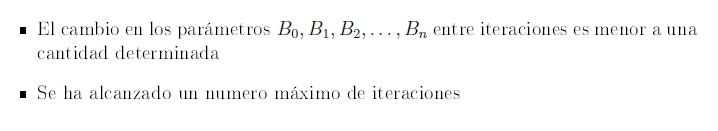 ▪ El cambio en los parámetros B₀, B₁, B₂, . . . , Bₙ entre iteraciones es menor a una
cantidad determinada
▪ Se ha alcanzado un numero máximo de iteraciones